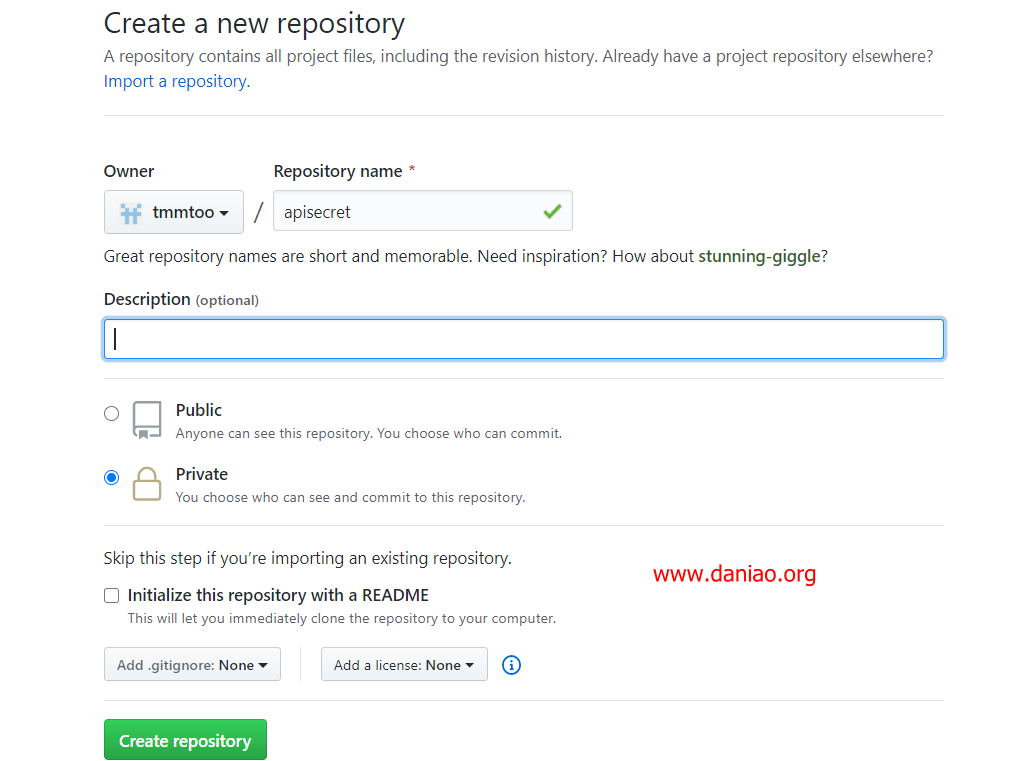 Create a new repository
A repository contains all project files, including the revision history. Already have a project repository elsewhere?
Import a repository.
Owner
Repository name *
tmmtoo
/
apisecret
Great repository names are short and memorable. Need inspiration? How about stunning-giggle?
Description (optional)
Public
Anyone can see this repository. You choose who can commit.
Private
You choose who can see and commit to this repository.
Skip this step if you’re importing an existing repository.
www.daniao.org
Initialize this repository with a README
This will let you immediately clone the repository to your computer.
Add .gitignore: None
Add a license: None
Create repository